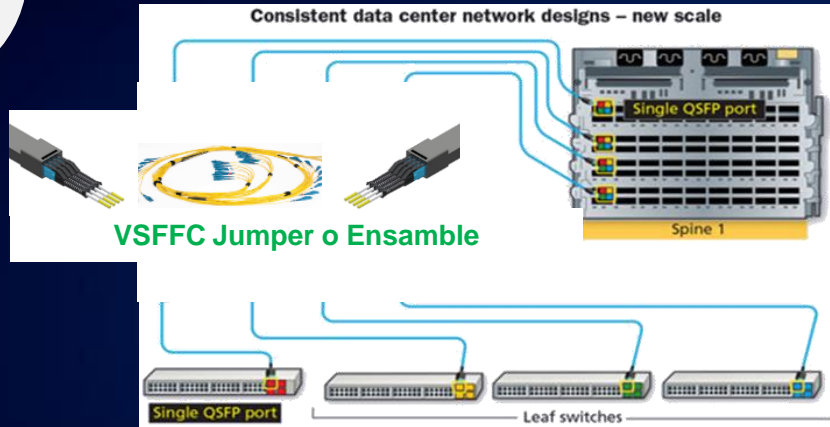 Consistent data center network designs – new scale
Single QSFP port
VSFFC Jumper o Ensamble
Spine 1
Single QSFP port
Leaf switches